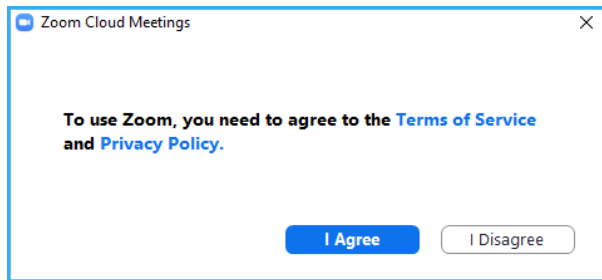 Zoom Cloud Meetings
To use Zoom, you need to agree to the Terms of Service
and Privacy Policy.
I Agree
I Disagree